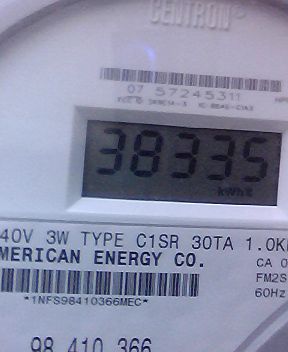 CENTRON®
07 57245311
38335
kWh
40V 3W TYPE C1SR 30TA 1.0K
MERICAN ENERGY CO.
CA 0
*1NFS98410366MEC*
FM2S
60Hz
98 410 366